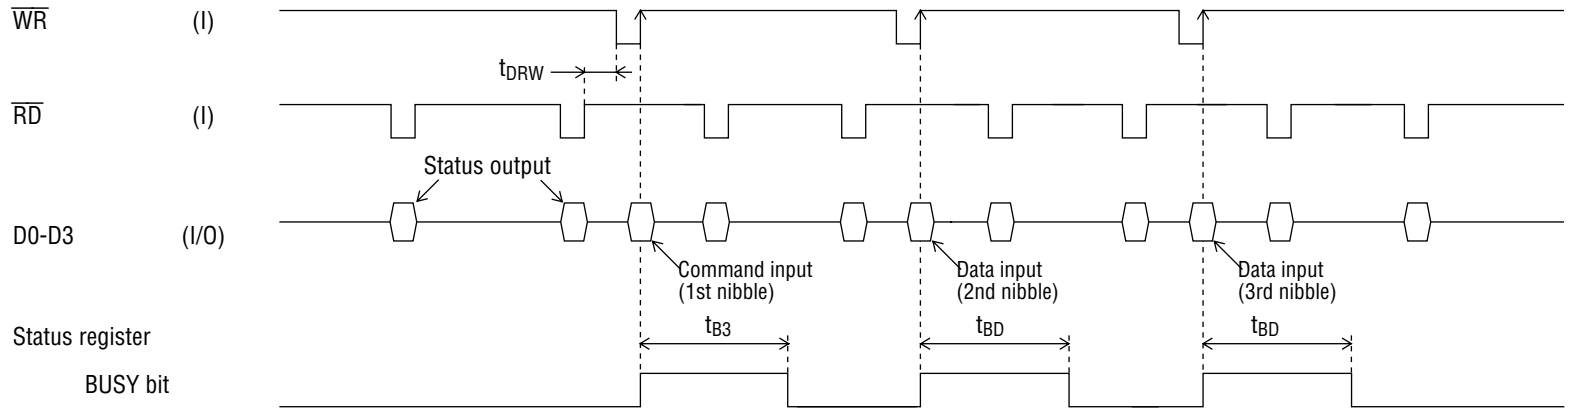 WR (I)
tDRW
RD (I)
Status output
D0-D3 (I/O)
Command input
(1st nibble)
Data input
(2nd nibble)
Data input
(3rd nibble)
tB3
tBD
tBD
Status register
BUSY bit